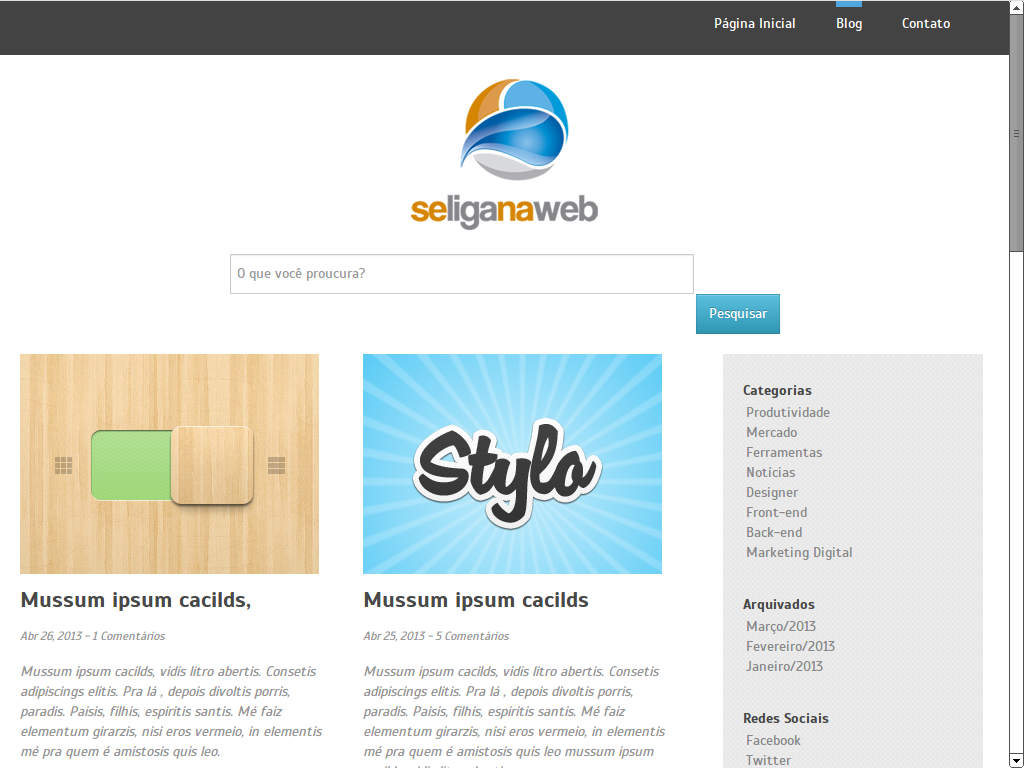 Página Inicial
Blog
Contato
seliganaweb
O que você proucura?
Pesquisar
Stylo
Mussum ipsum cacilds,
Abr 26, 2013 - 1 Comentários
Mussum ipsum cacilds, vidis litro abertis. Consetis
adipiscings elitis. Pra lá , depois divoltis porris,
paradis. Paisis, filhis, espiritis santis. Mé faiz
elementum girarzis, nisi eros vermeio, in elementis
mé pra quem é amistosis quis leo.
Mussum ipsum cacilds
Abr 25, 2013 - 5 Comentários
Mussum ipsum cacilds, vidis litro abertis. Consetis
adipiscings elitis. Pra lá , depois divoltis porris,
paradis. Paisis, filhis, espiritis santis. Mé faiz
elementum girarzis, nisi eros vermeio, in elementis
mé pra quem é amistosis quis leo mussum ipsum
Categorias
Produtividade
Mercado
Ferramentas
Notícias
Designer
Front-end
Back-end
Marketing Digital
Arquivados
Março/2013
Fevereiro/2013
Janeiro/2013
Redes Sociais
Facebook
Twitter